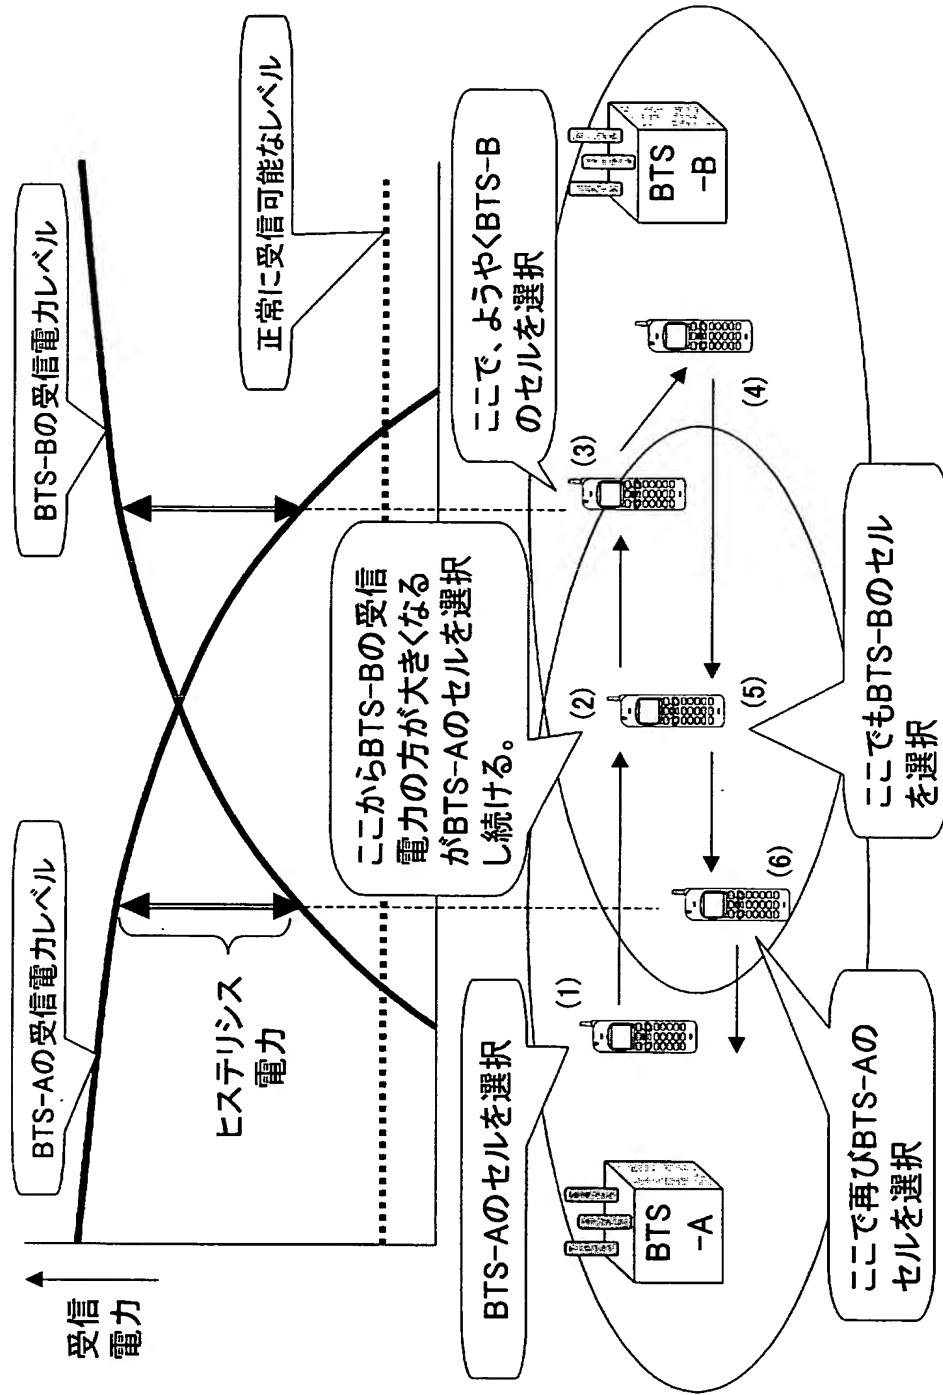 受信
電力
BTS-Aの受信電力レベル
BTS-Bの受信電力レベル
正常に受信可能なレベル
ヒステリシス
電力
BTS-Aのセルを選択
ここからBTS-Bの受信
電力の方が大きくなる
がBTS-Aのセルを選択
し続ける。
ここで、ようやくBTS-B
のセルを選択
(1)
(2)
(3)
(4)
(5)
(6)
BTS
-A
BTS
-B
ここで再びBTS-Aの
セルを選択
ここでもBTS-Bのセル
を選択